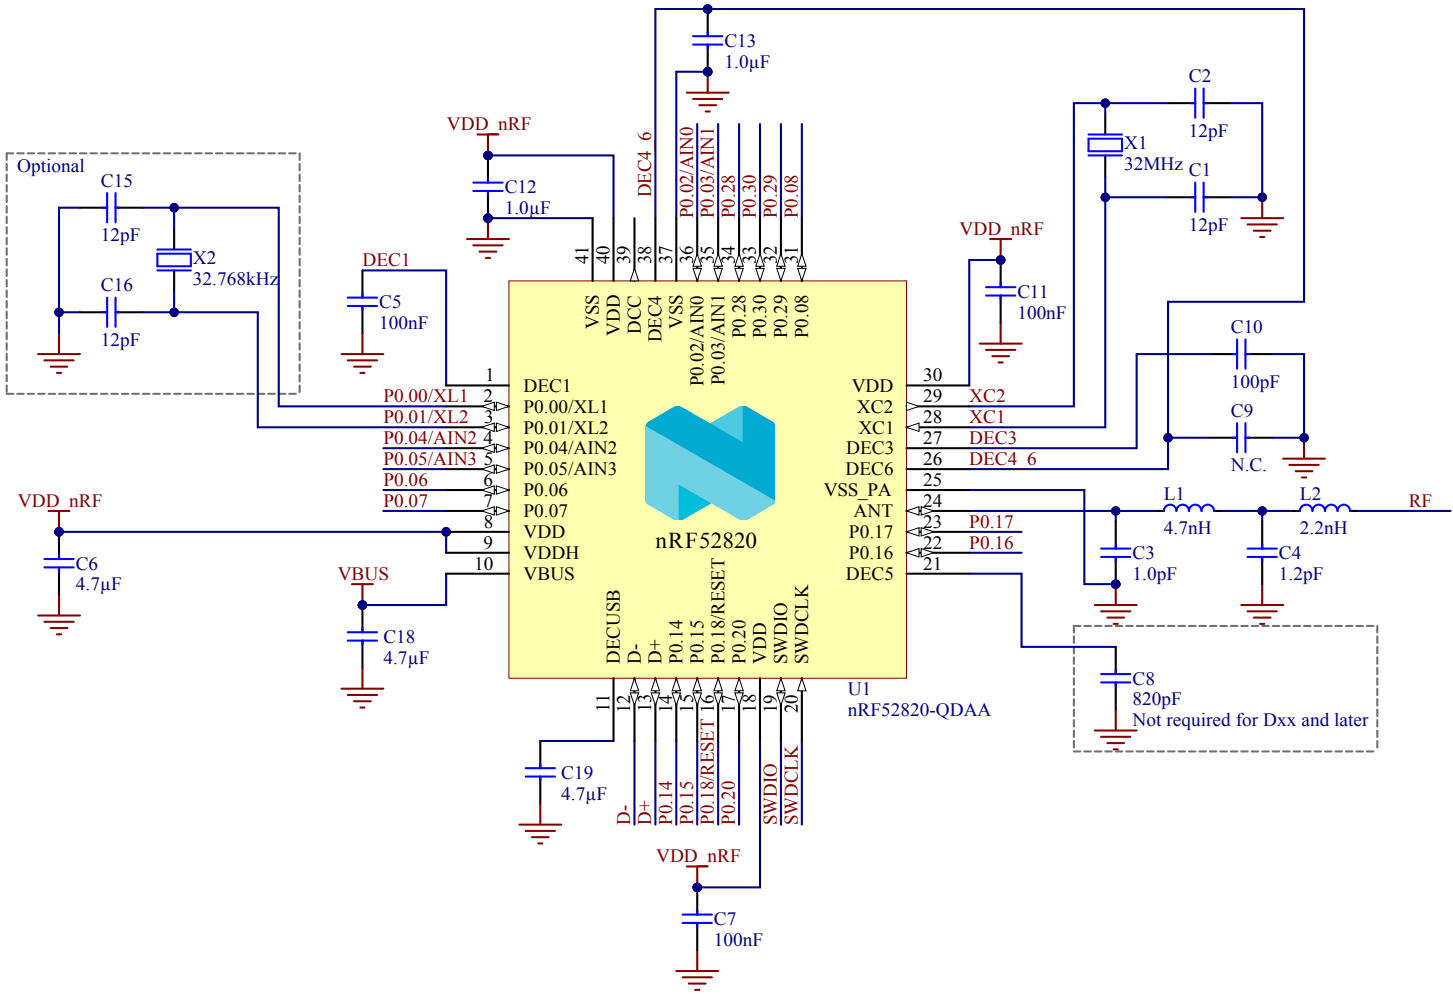 C13
1.0µF
VDD_nRF
C12
1.0µF
DEC4_6
P0.02/AIN0
P0.03/AIN1
P0.28
P0.30
P0.29
P0.08
C2
12pF
X1
32MHz
C1
12pF
Optional
C15
12pF
X2
32.768kHz
C16
12pF
DEC1
C5
100nF
VDD_nRF
C11
100nF
C10
100pF
C9
N.C.
41
40
39
38
37
36
35
34
33
32
31
VSS
VDD
DCC
DEC4
VSS
P0.02/AIN0
P0.03/AIN1
P0.28
P0.30
P0.29
P0.08
1
DEC1
P0.00/XL1
2
P0.00/XL1
P0.01/XL2
3
P0.01/XL2
P0.04/AIN2
4
P0.04/AIN2
P0.05/AIN3
5
P0.05/AIN3
P0.06
6
P0.06
P0.07
7
P0.07
8
VDD
9
VDDH
10
VBUS
VDD
30
XC2
29
XC2
XC1
28
XC1
DEC3
27
DEC3
DEC6
26
DEC4_6
VSS_PA
25
ANT
24
P0.17
23
P0.17
P0.16
22
P0.16
DEC5
21
nRF52820
VDD_nRF
C6
4.7µF
VBUS
C18
4.7µF
L1
4.7nH
L2
2.2nH
RF
C3
1.0pF
C4
1.2pF
C8
820pF
Not required for Dxx and later
DECUSB
D-
D+
P0.14
P0.15
P0.18/RESET
P0.20
VDD
SWDIO
SWDCLK
U1
nRF52820-QDAA
11
12
13
14
15
16
17
18
19
20
D-
D+
P0.14
P0.15
P0.18/RESET
P0.20
SWDIO
SWDCLK
C19
4.7µF
VDD_nRF
C7
100nF